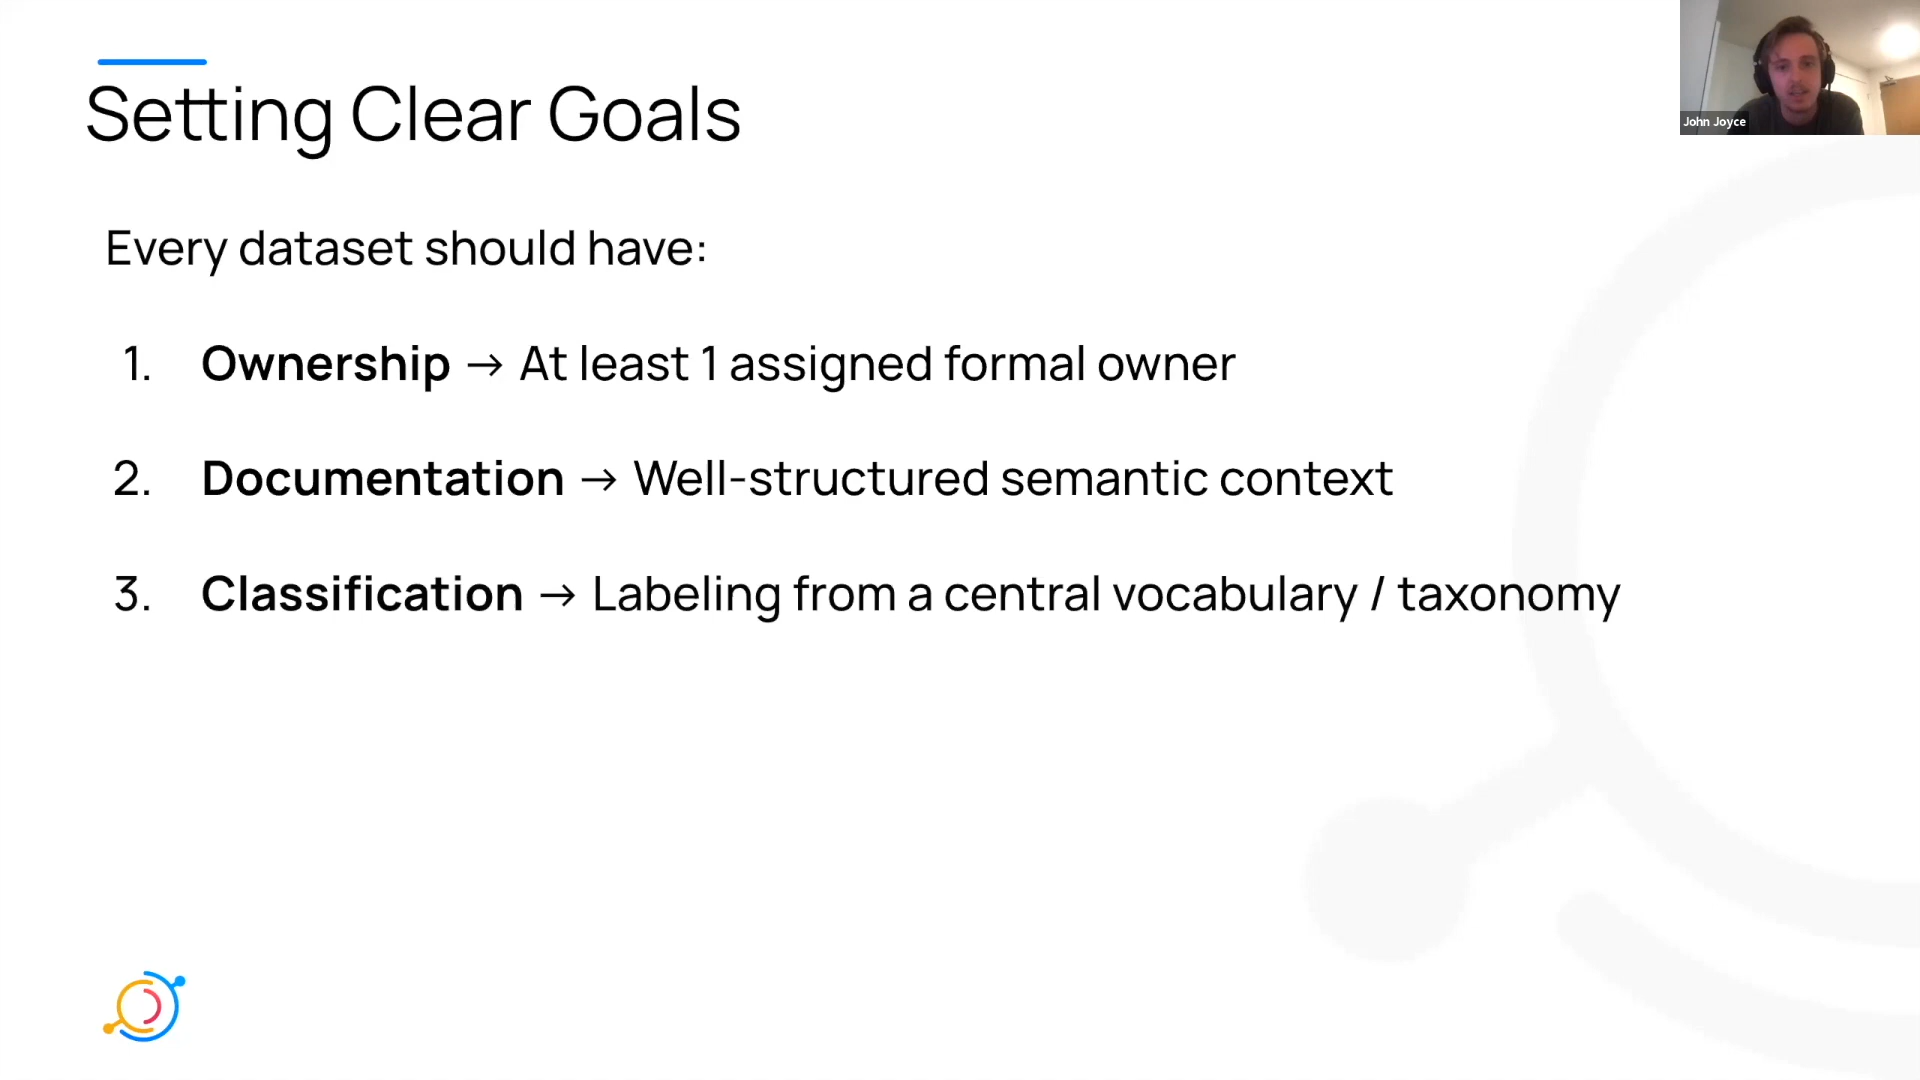 Setting Clear Goals
John Joyce
Every dataset should have:
1. Ownership → At least 1 assigned formal owner
2. Documentation → Well-structured semantic context
3. Classification → Labeling from a central vocabulary / taxonomy